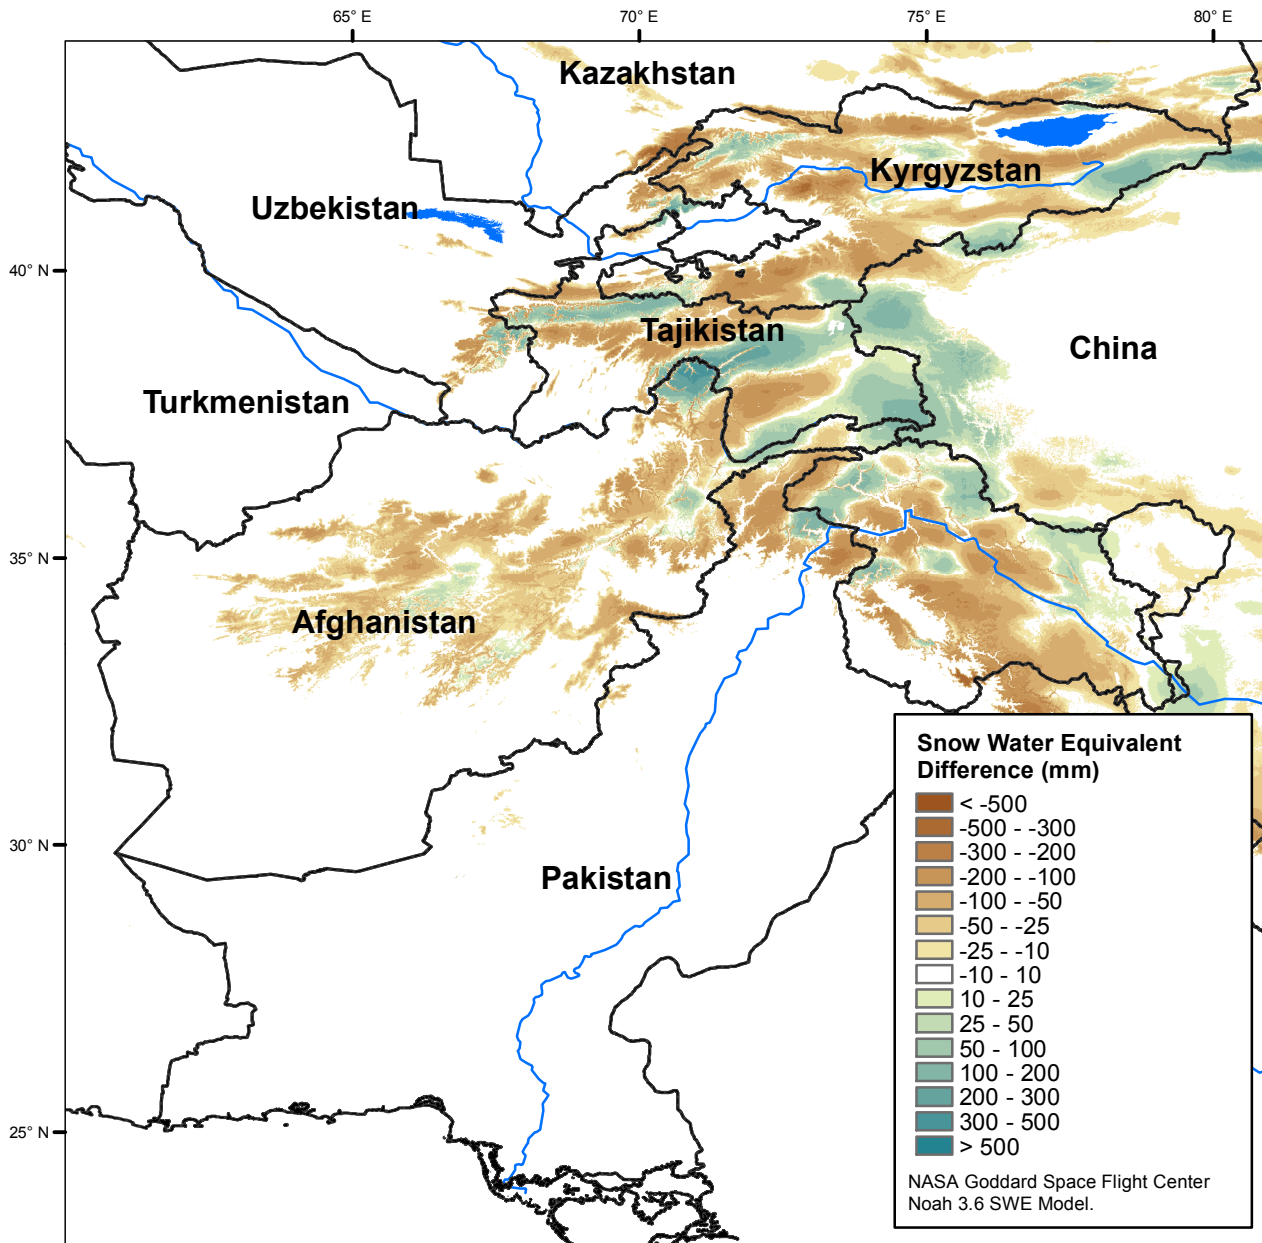 65° E
70° E
75° E
80° E
Kazakhstan
Kyrgyzstan
Uzbekistan
40° N
Tajikistan
China
Turkmenistan
35° N
Afghanistan
30° N
Pakistan
25° N
Snow Water Equivalent
Difference (mm)
< -500
-500 - -300
-300 - -200
-200 - -100
-100 - -50
-50 - -25
-25 - -10
-10 - 10
10 - 25
25 - 50
50 - 100
100 - 200
200 - 300
300 - 500
> 500
NASA Goddard Space Flight Center
Noah 3.6 SWE Model.